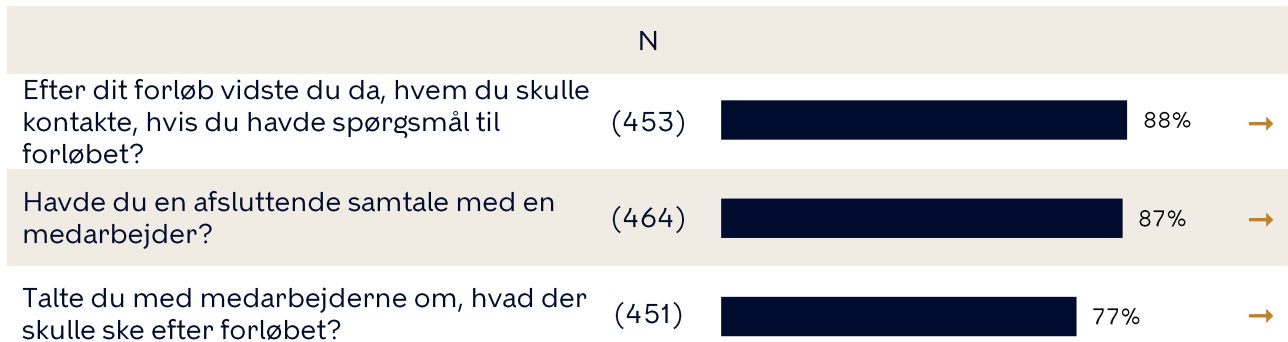 N
Efter dit forløb vidste du da, hvem du skulle
kontakte, hvis du havde spørgsmål til
forløbet?
(453)
88%
→
Havde du en afsluttende samtale med en
medarbejder?
(464)
87%
→
Talte du med medarbejderne om, hvad der
skulle ske efter forløbet?
(451)
77%
→